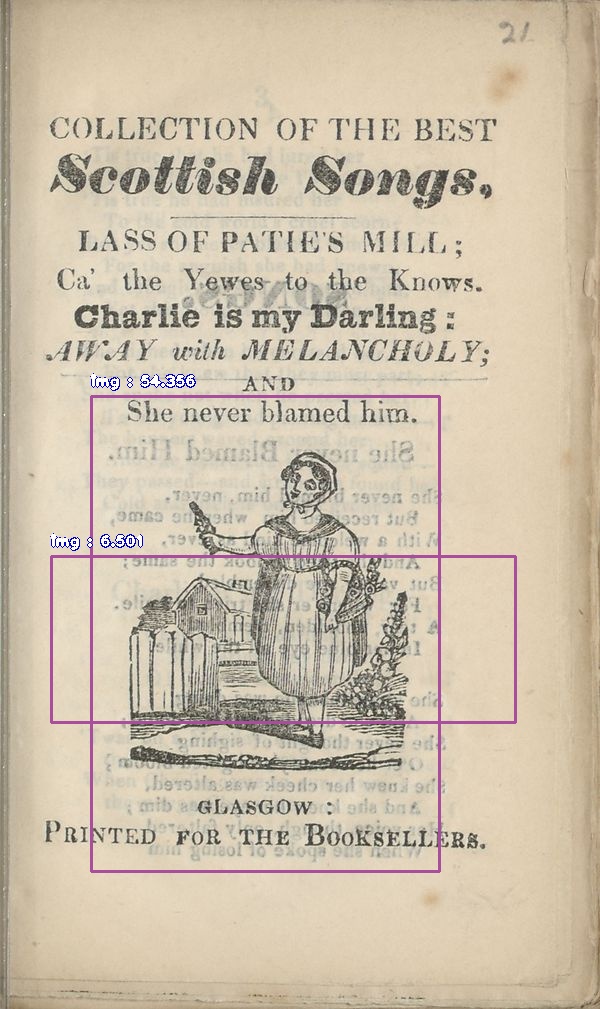 21
COLLECTION OF THE BEST
Scottish Songs,
LASS OF PATIE'S MILL;
Ca' the Yewes to the Knows.
Charlie is my Darling:
AWAY with MELANCHOLY;
AND
img : 54.356
She never blamed him.
img : 6.501
GLASGOW:
PRINTED FOR THE BOOKSELLERS.